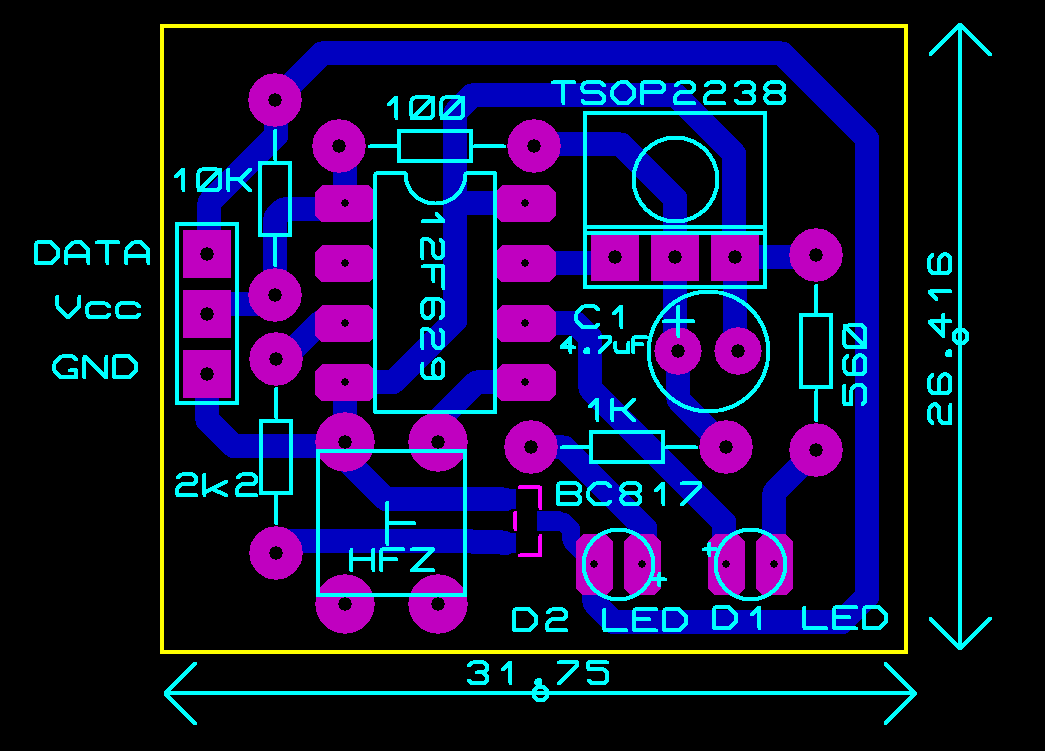 TSOP2238
100
10K
DATA
Vcc
GND
12F629
C1
+
4.7uF
560
26.416
1K
2k2
BC817
HFZ
+
+
D2 LED D1 LED
31.75